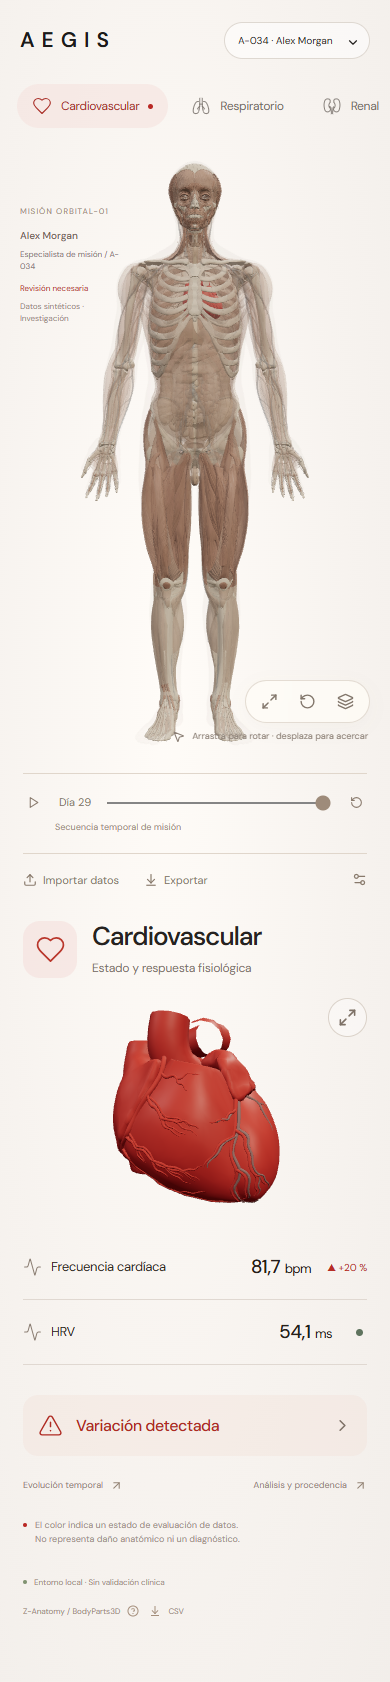 AEGIS
A-034 · Alex Morgan
Cardiovascular
Respiratorio
Renal
MISIÓN ORBITAL-01
Alex Morgan
Especialista de misión / A-
034
Revisión necesaria
Datos sintéticos ·
Investigación
Arrastra para rotar · desplaza para acercar
Día 29
Secuencia temporal de misión
Importar datos
Exportar
Cardiovascular
Estado y respuesta fisiológica
Frecuencia cardíaca
81,7 bpm
▲ +20 %
HRV
54,1 ms
Variación detectada
Evolución temporal
Análisis y procedencia
El color indica un estado de evaluación de datos.
No representa daño anatómico ni un diagnóstico.
Entorno local · Sin validación clínica
Z-Anatomy / BodyParts3D
CSV